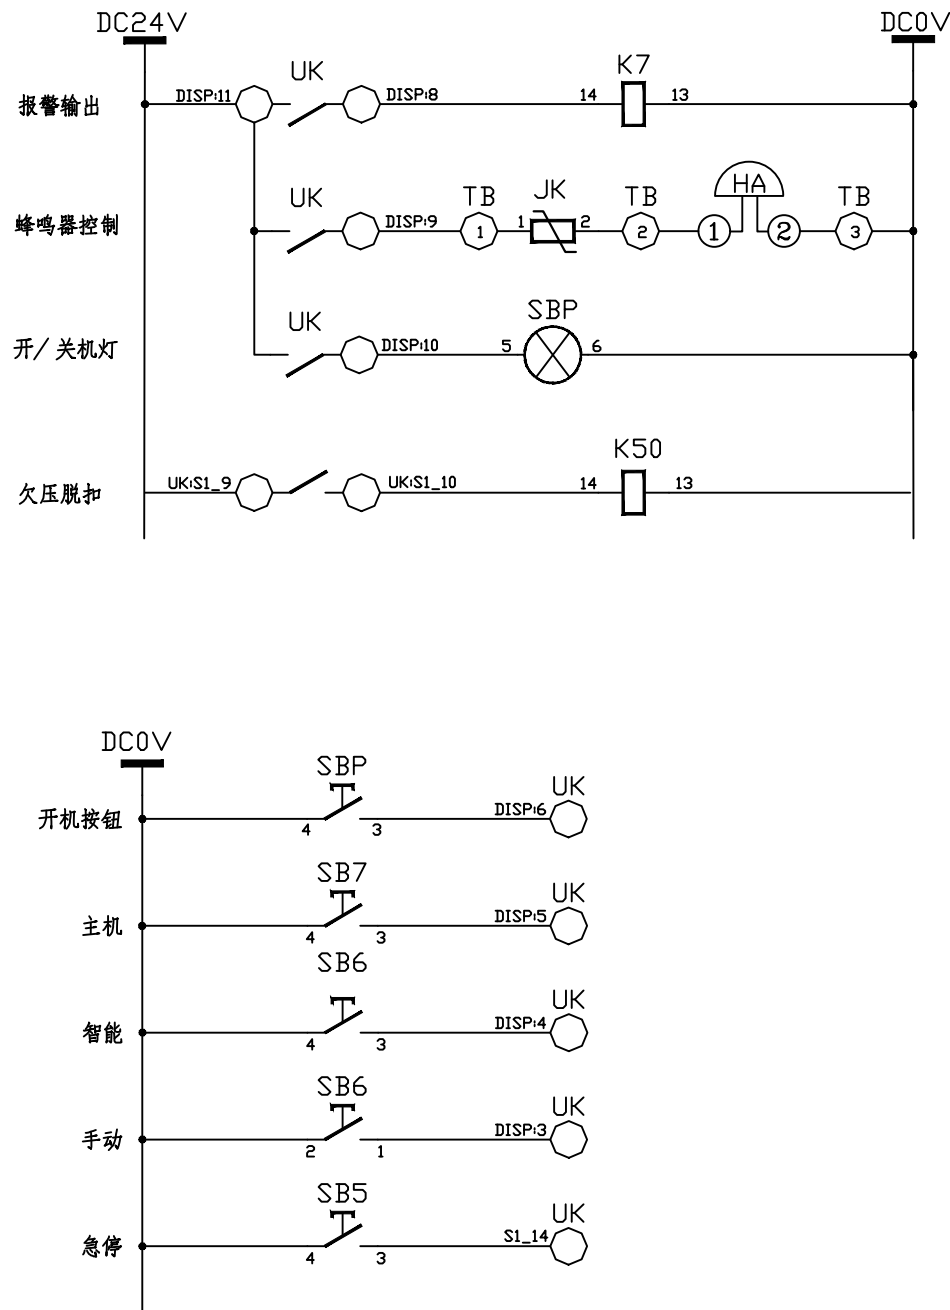 DC24V DC0V
UK K7
报警输出 DISP:11 DISP:8 14 13
UK TB JK TB HA TB
蜂鸣器控制 DISP:9 1 1 2 2 1 2 3
UK SBP
开/关机灯 DISP:10 5 6
K50
欠压脱扣 UK:S1_9 UK:S1_10 14 13
DC0V
SBP UK
开机按钮 4 3 DISP:6
SB7 UK
主机 4 3 DISP:5
SB6 UK
智能 4 3 DISP:4
SB6 UK
手动 2 1 DISP:3
SB5 UK
急停 4 3 S1_14